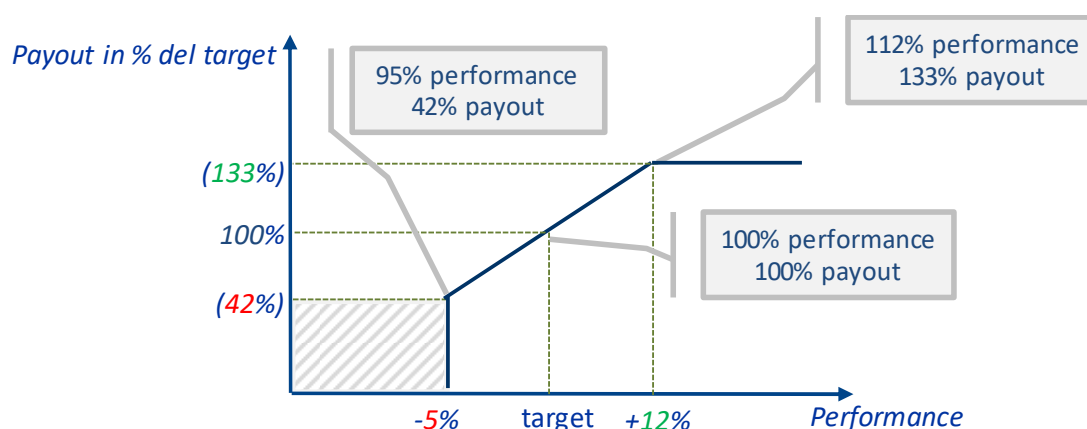 Payout in % del target
95% performance
42% payout
112% performance
133% payout
(133%)
100%
100% performance
100% payout
(42%)
-5%
target
+12%
Performance